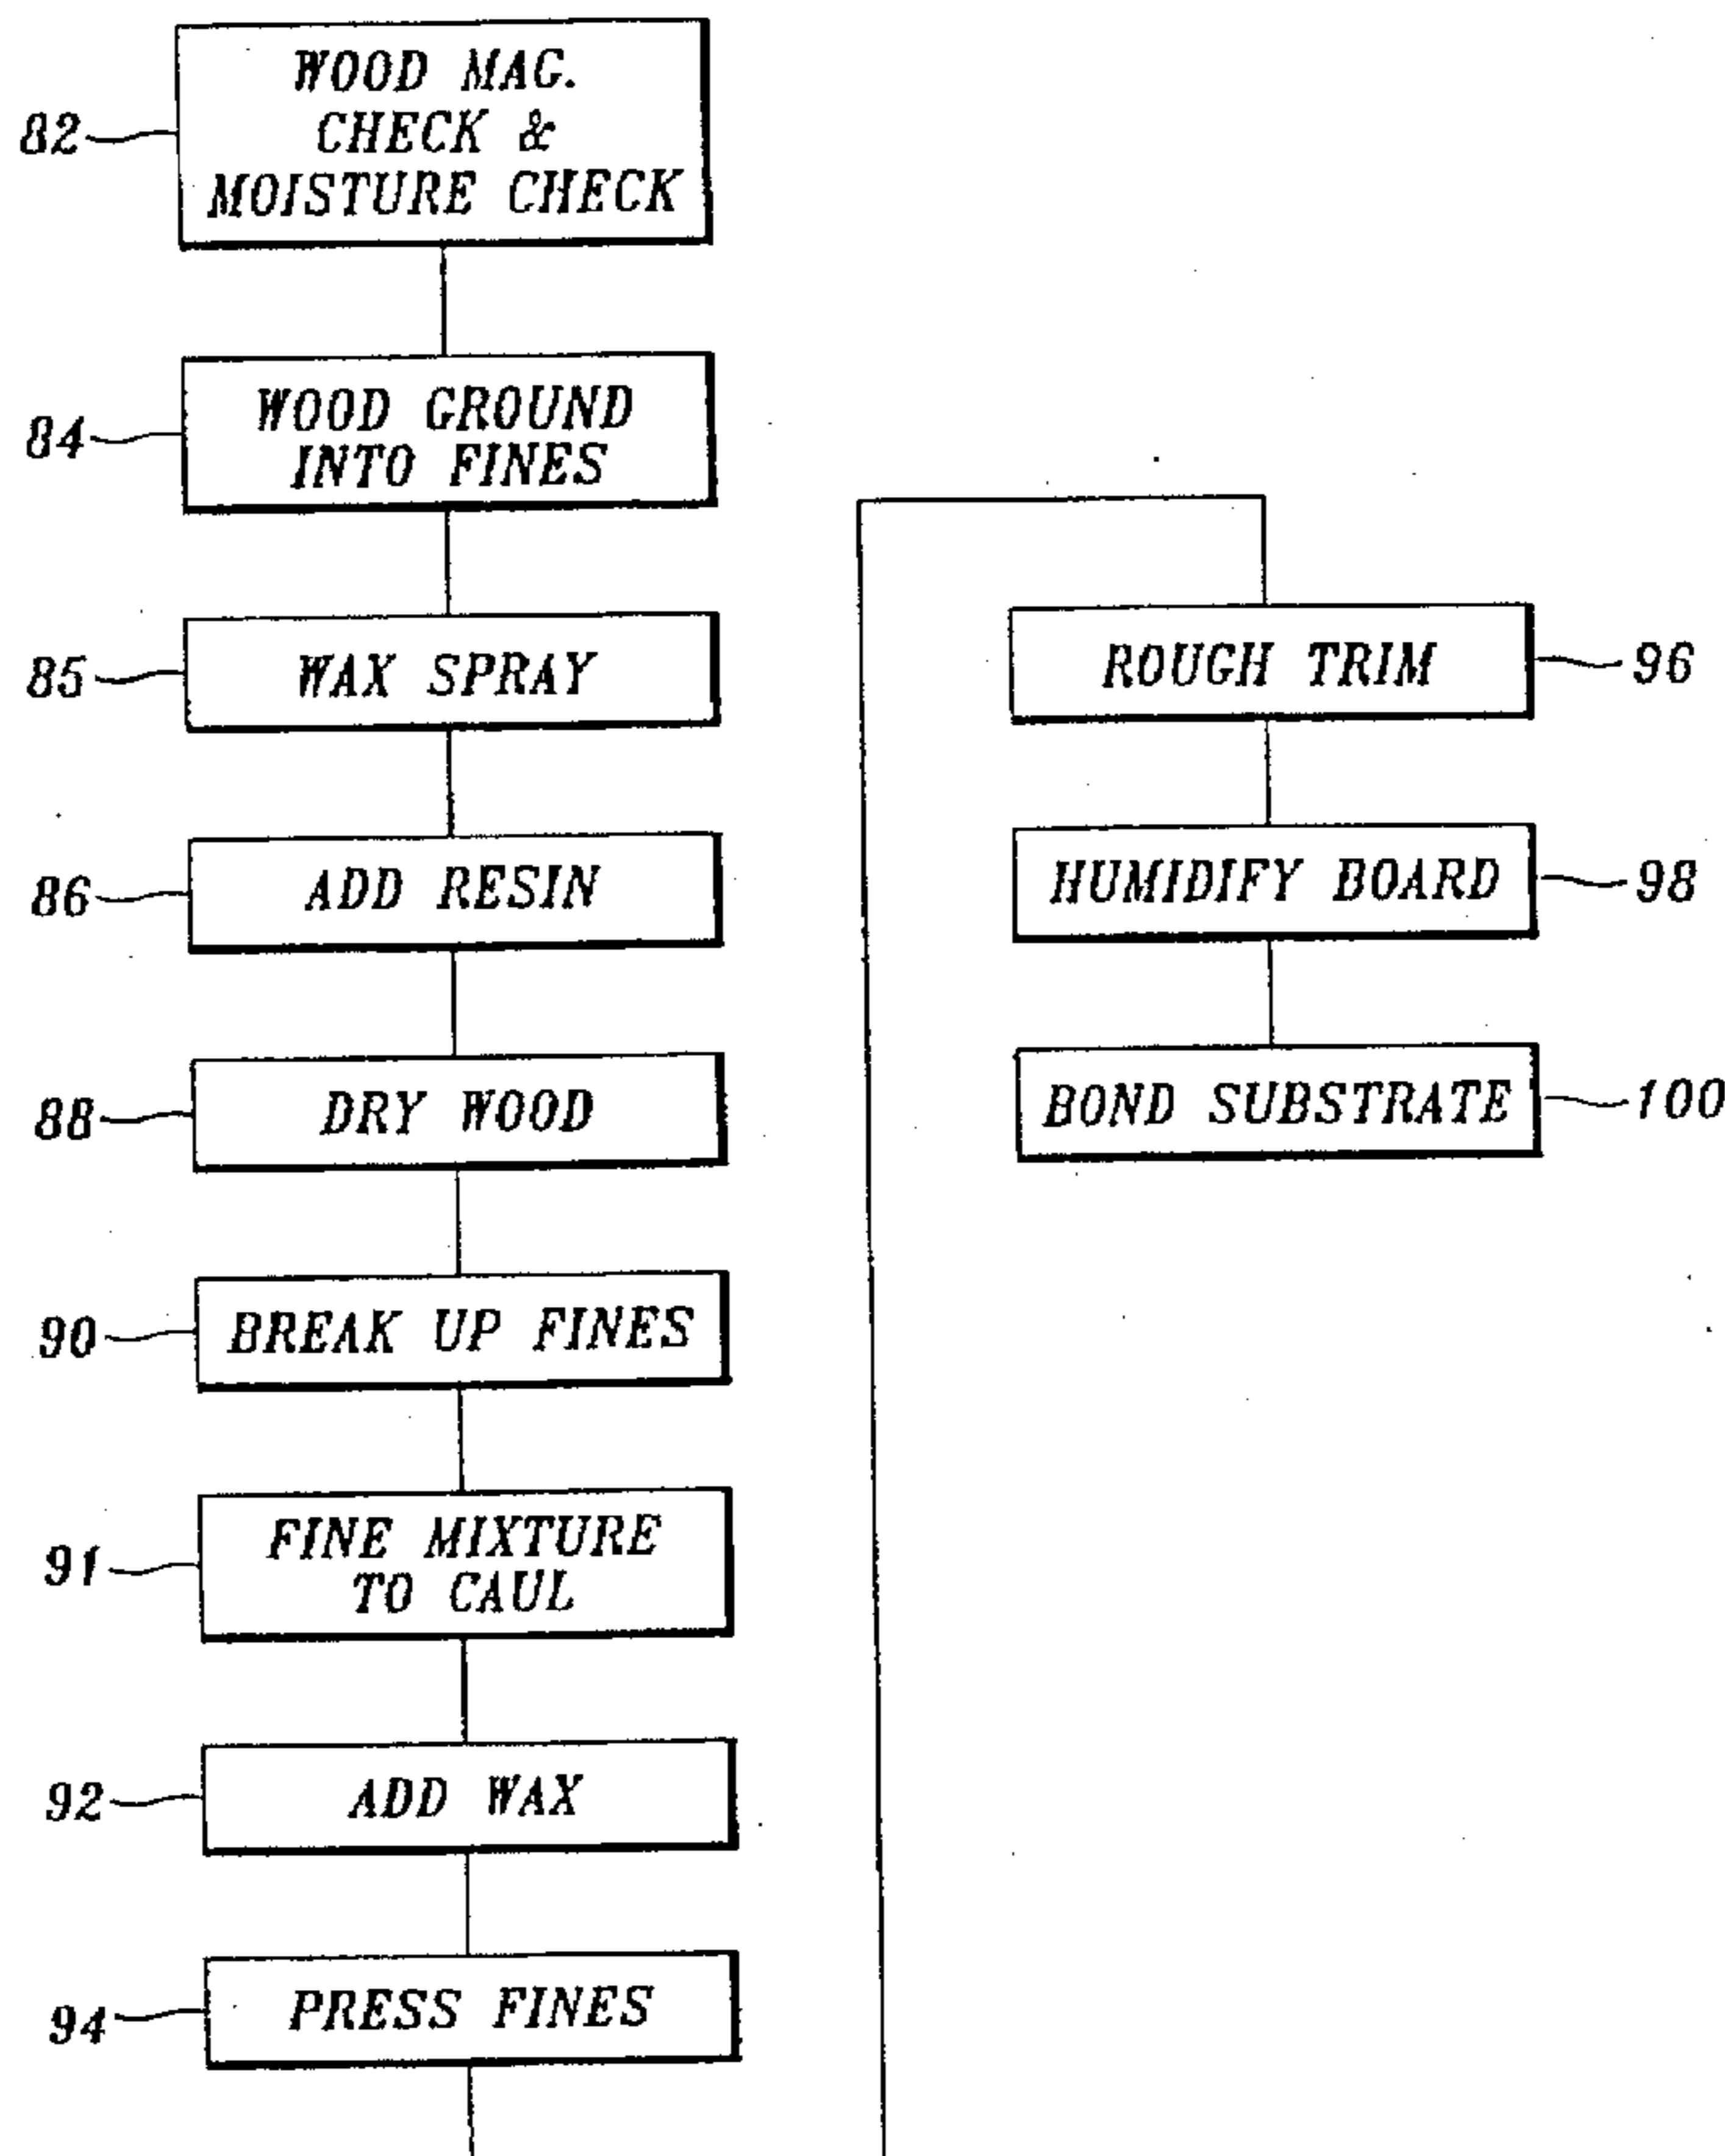 WOOD MAG.
CHECK &
MOISTURE CHECK
82
WOOD GROUND
INTO FINES
84
WAX SPRAY
85
ADD RESIN
86
DRY WOOD
88
BREAK UP FINES
90
FINE MIXTURE
TO CAUL
91
ADD WAX
92
PRESS FINES
94
ROUGH TRIM
96
HUMIDIFY BOARD
98
BOND SUBSTRATE
100